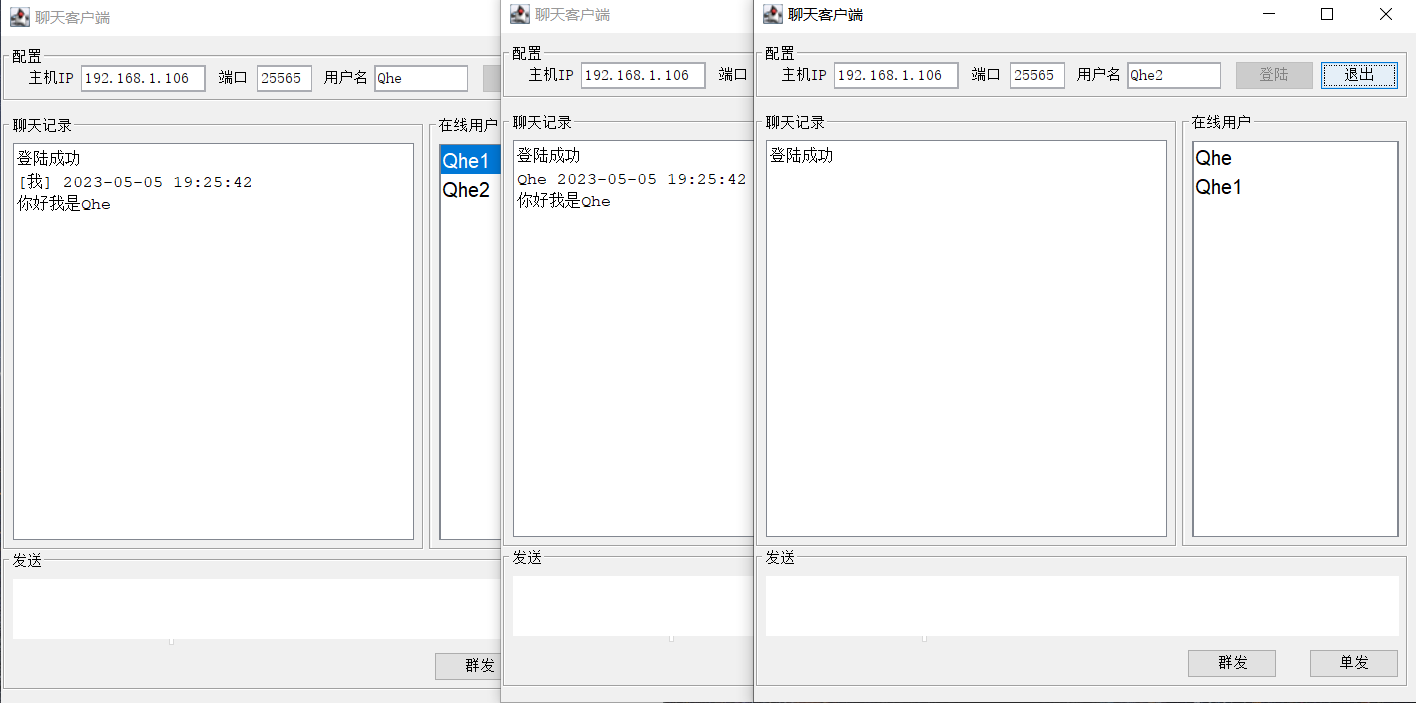 聊天客户端
配置
主机IP 192.168.1.106 端口 25565 用户名 Qhe
聊天记录
在线用户
登陆成功
[我] 2023-05-05 19:25:42
你好我是Qhe
Qhe1
Qhe2
发送
群发
聊天客户端
配置
主机IP 192.168.1.106 端口
聊天记录
登陆成功
Qhe 2023-05-05 19:25:42
你好我是Qhe
发送
聊天客户端
配置
主机IP 192.168.1.106 端口 25565 用户名 Qhe2 登陆 退出
聊天记录
在线用户
登陆成功
Qhe
Qhe1
发送
群发 单发